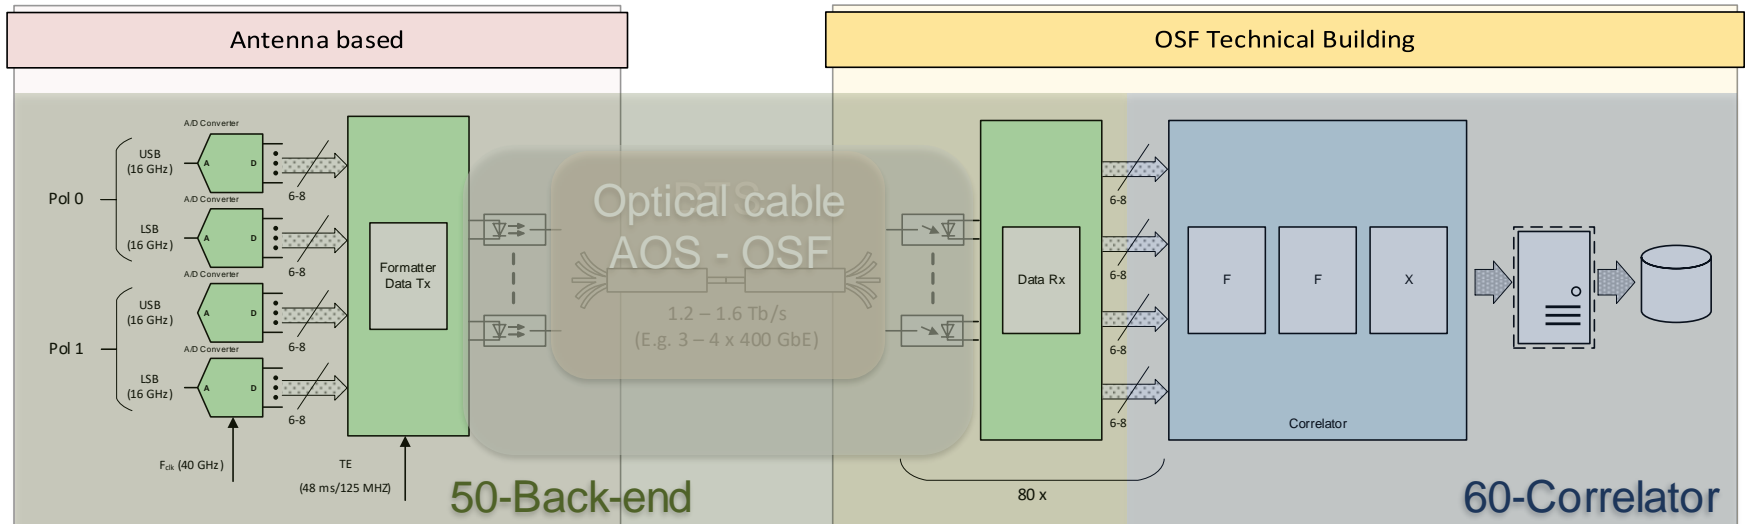 Antenna based
OSF Technical Building
A/D Converter
USB
(16 GHz)
A
D
6-8
Pol 0
A/D Converter
LSB
(16 GHz)
A
D
6-8
A/D Converter
USB
(16 GHz)
A
D
6-8
Pol 1
A/D Converter
LSB
(16 GHz)
A
D
6-8
Fclk (40 GHz)
TE
(48 ms/125 MHZ)
Formatter
Data Tx
DTS
Optical cable
AOS - OSF
1.2 – 1.6 Tb/s
(E.g. 3 – 4 x 400 GbE)
Data Rx
6-8
6-8
6-8
6-8
80 x
F
F
X
Correlator
50-Back-end
60-Correlator